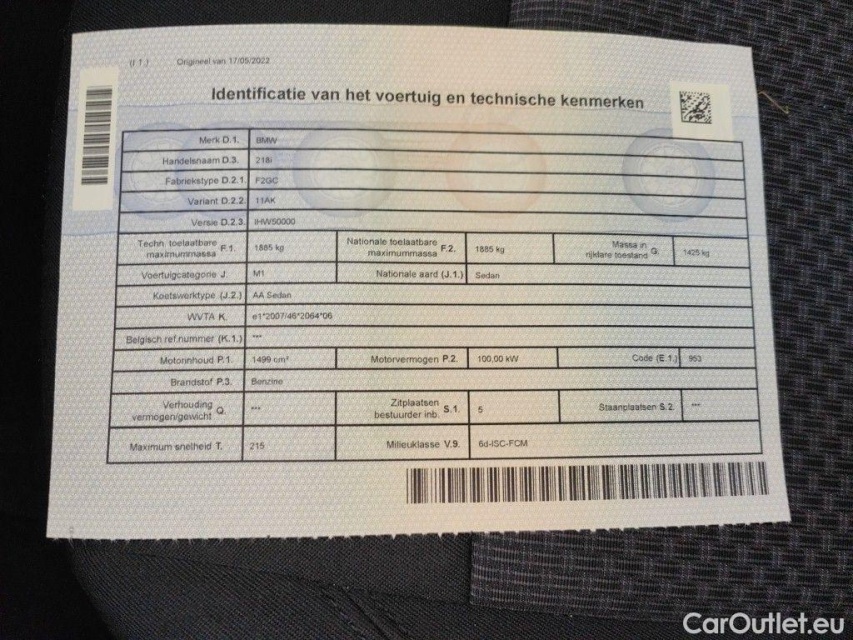 (I 1.) Origineel van 17/05/2022
Identificatie van het voertuig en technische kenmerken
Merk D.1. BMW
Handelsnaam D.3. 218i
Fabriekstype D.2.1. F2GC
Variant D.2.2. 11AK
Versie D.2.3. IHW50000
Techn. toelaatbare maximummassa F.1. 1885 kg Nationale toelaatbare maximummassa F.2. 1885 kg Massa in rijklare toestand G. 1425 kg
Voertuigcategorie J. M1 Nationale aard (J.1.) Sedan
Koetswerktype (J.2.) AA Sedan
WVTA K. e1*2007/46*2064*06
Belgisch ref.nummer (K.1.) ***
Motorinhoud P.1. 1499 cm³ Motorvermogen P.2. 100,00 kW Code (E.1.) 953
Brandstof P.3. Benzine
Verhouding vermogen/gewicht Q. *** Zitplaatsen bestuurder inb. S.1. 5 Staanplaatsen S.2. ***
Maximum snelheid T. 215 Milieuklasse V.9. 6d-ISC-FCM
CarOutlet.eu